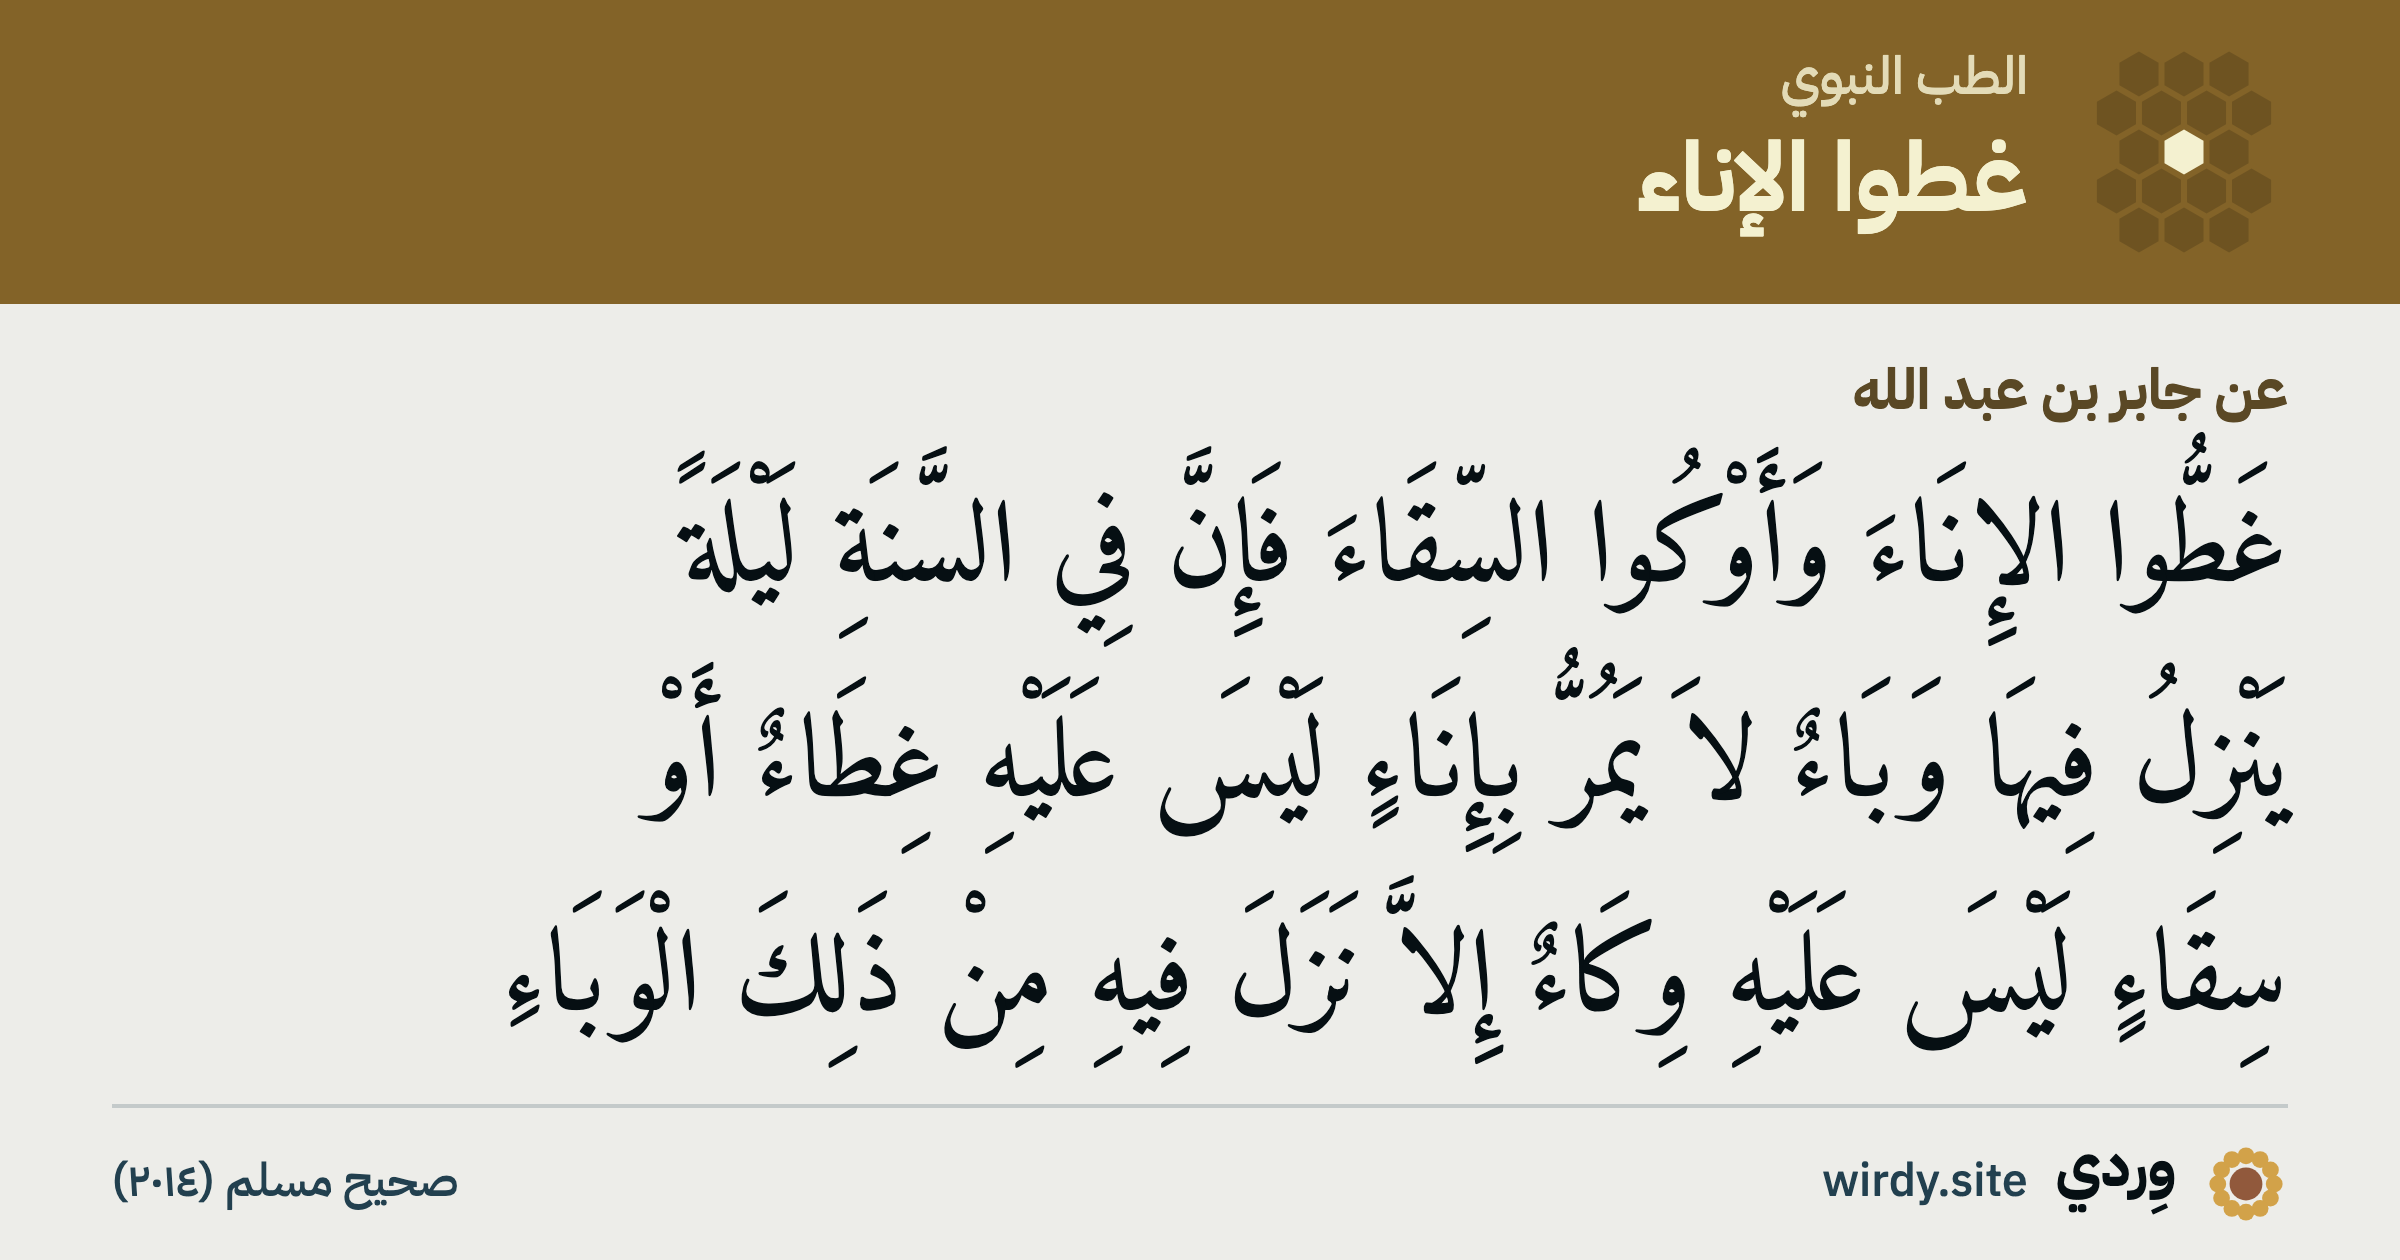 الطب النبوي
غطوا الإناء
عن جابر بن عبد الله
غَطُّوا الإِنَاءَ وَأَوْكُوا السِّقَاءَ فَإِنَّ فِي السَّنَةِ لَيْلَةً
يَنْزِلُ فِيهَا وَبَاءٌ لاَ يَمُرُّ بِإِنَاءٍ لَيْسَ عَلَيْهِ غِطَاءٌ أَوْ
سِقَاءٍ لَيْسَ عَلَيْهِ وِكَاءٌ إِلاَّ نَزَلَ فِيهِ مِنْ ذَلِكَ الْوَبَاءِ
وِردي wirdy.site
صحيح مسلم (٢٠١٤)